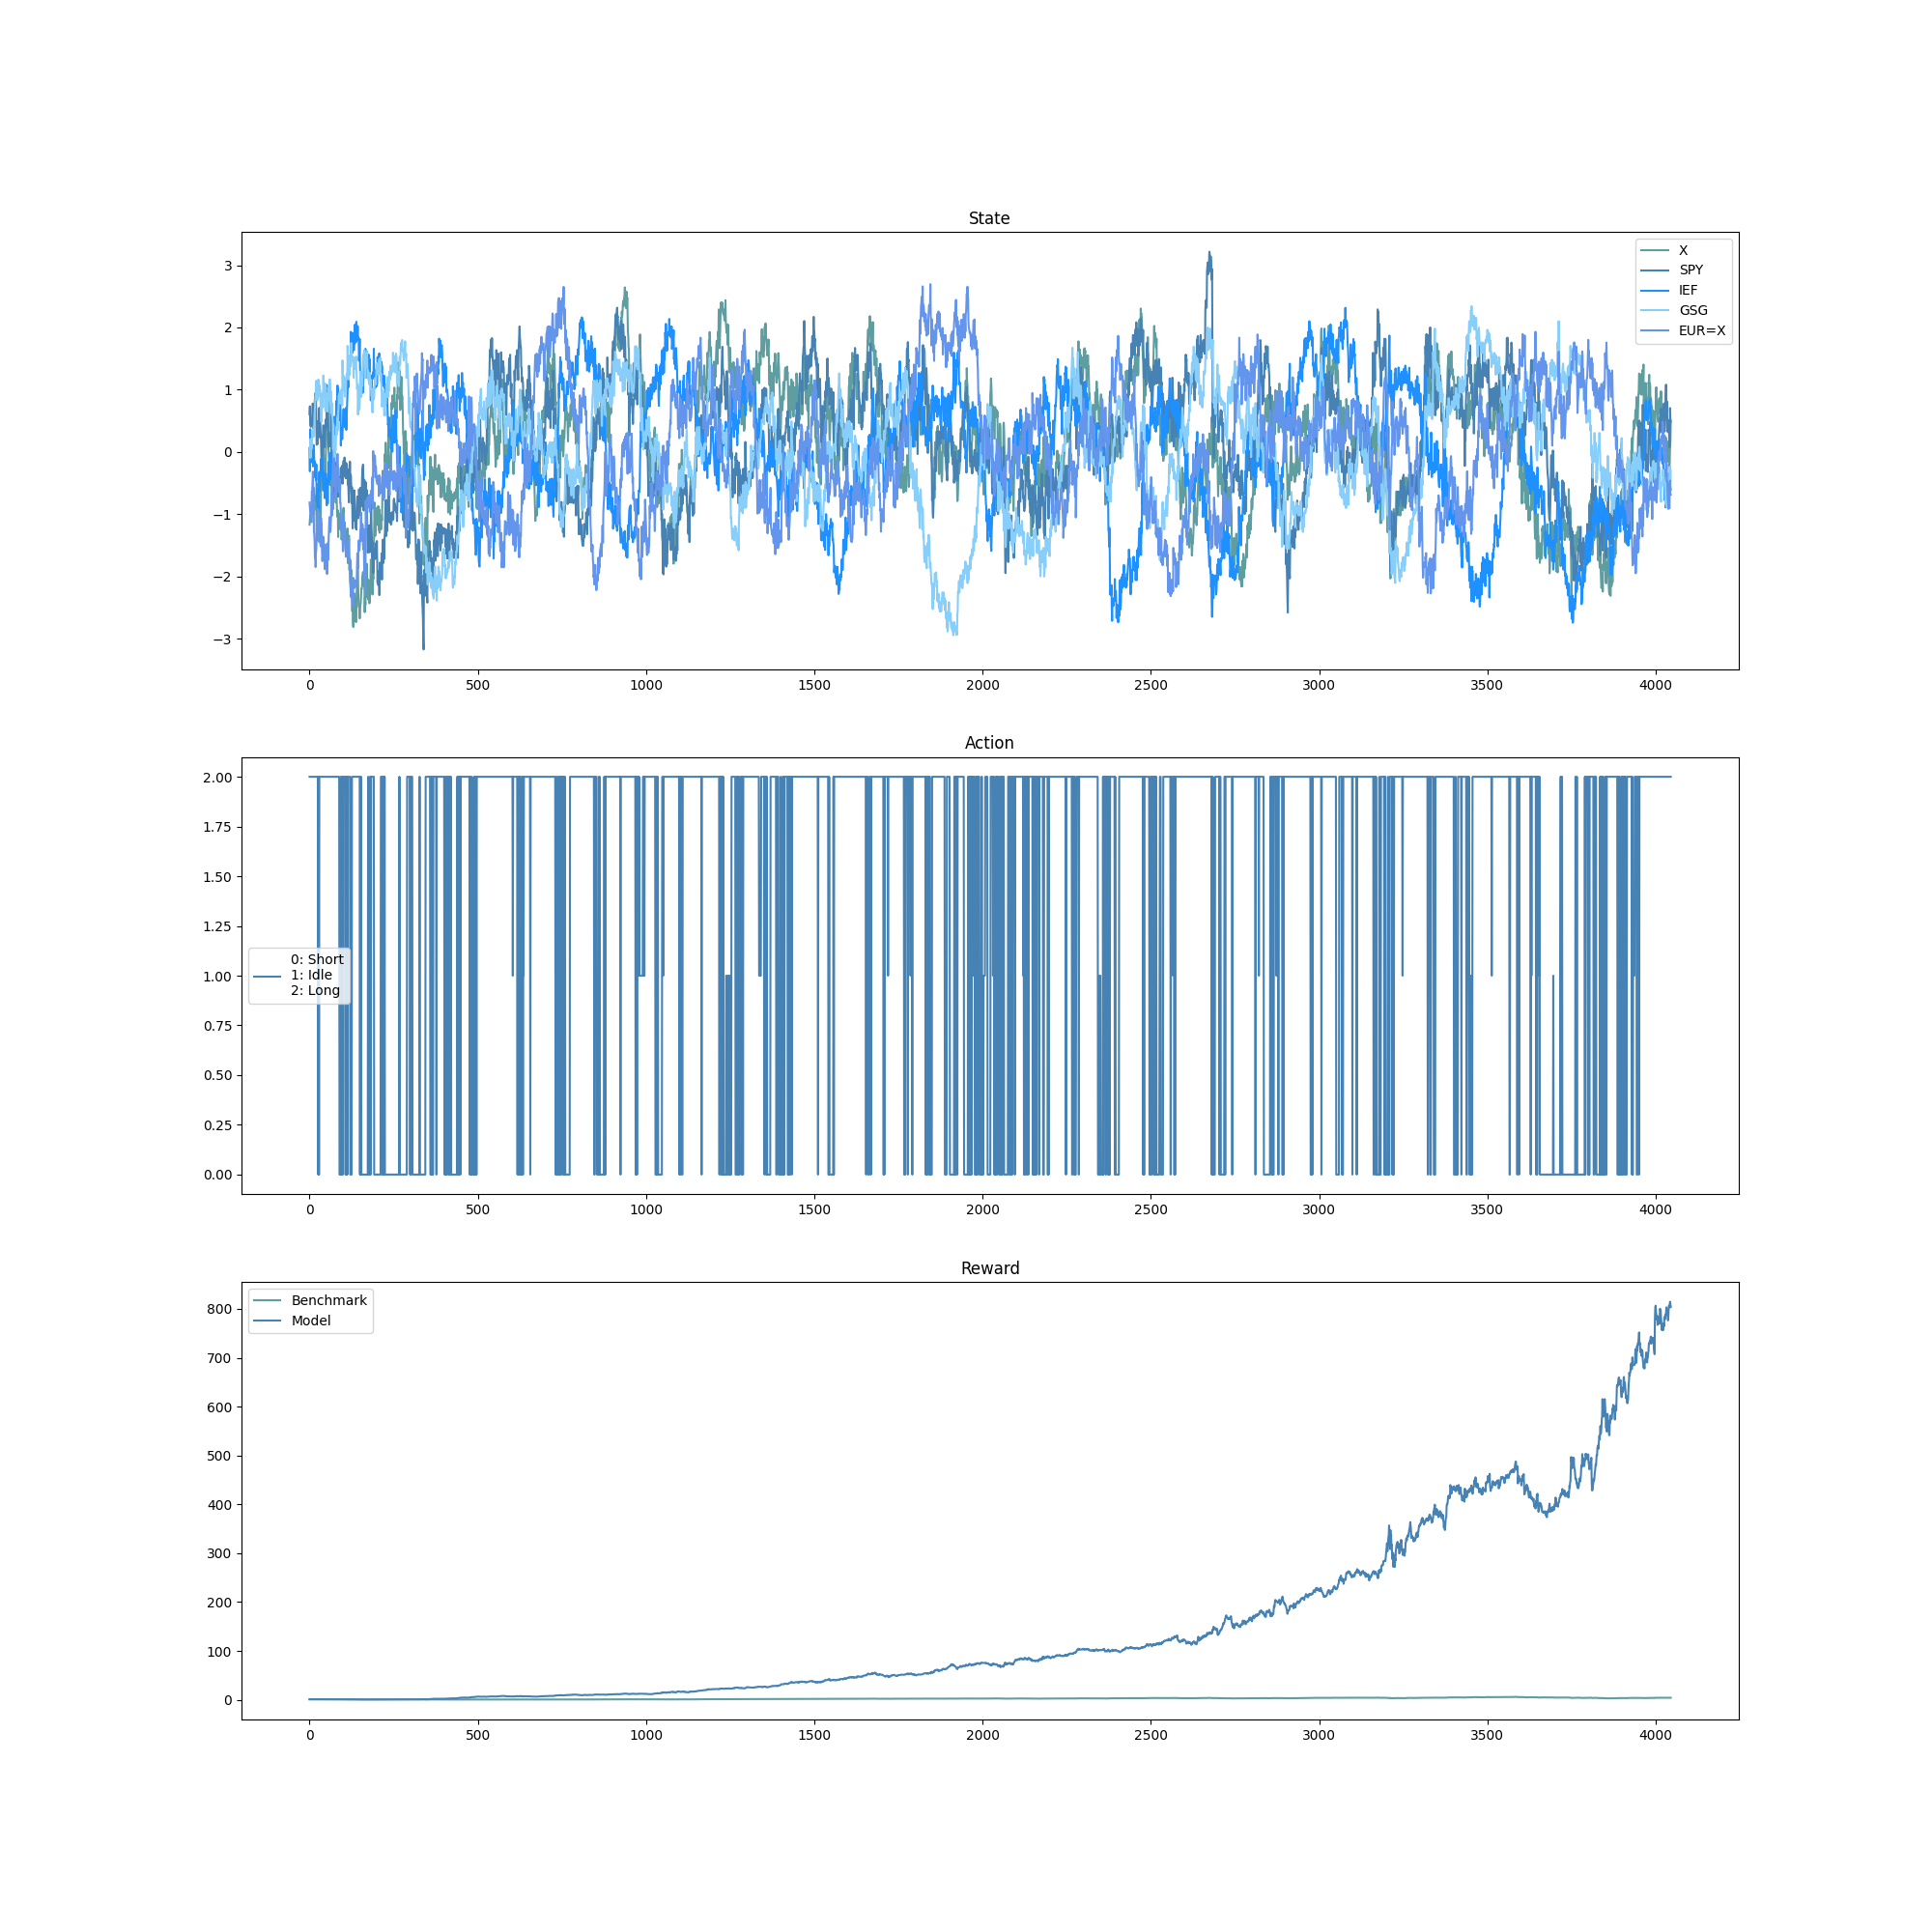 State
3
2
1
0
−1
−2
−3
X
SPY
IEF
GSG
EUR=X
0 500 1000 1500 2000 2500 3000 3500 4000
Action
2.00
1.75
1.50
1.25
1.00
0.75
0.50
0.25
0.00
0: Short
1: Idle
2: Long
0 500 1000 1500 2000 2500 3000 3500 4000
Reward
Benchmark
Model
800
700
600
500
400
300
200
100
0
0 500 1000 1500 2000 2500 3000 3500 4000